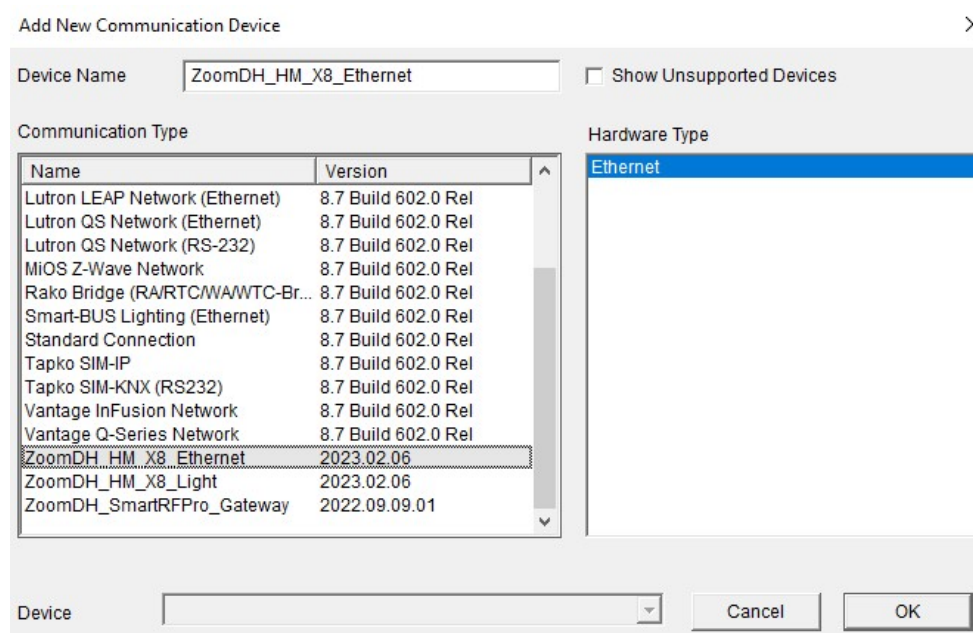 Add New Communication Device
Device Name ZoomDH_HM_X8_Ethernet Show Unsupported Devices
Communication Type Hardware Type
Name Version Ethernet
Lutron LEAP Network (Ethernet) 8.7 Build 602.0 Rel
Lutron QS Network (Ethernet) 8.7 Build 602.0 Rel
Lutron QS Network (RS-232) 8.7 Build 602.0 Rel
MiOS Z-Wave Network 8.7 Build 602.0 Rel
Rako Bridge (RA/RTC/WA/WTC-Br... 8.7 Build 602.0 Rel
Smart-BUS Lighting (Ethernet) 8.7 Build 602.0 Rel
Standard Connection 8.7 Build 602.0 Rel
Tapko SIM-IP 8.7 Build 602.0 Rel
Tapko SIM-KNX (RS232) 8.7 Build 602.0 Rel
Vantage InFusion Network 8.7 Build 602.0 Rel
Vantage Q-Series Network 8.7 Build 602.0 Rel
ZoomDH_HM_X8_Ethernet 2023.02.06
ZoomDH_HM_X8_Light 2023.02.06
ZoomDH_SmartRFPro_Gateway 2022.09.09.01
Device Cancel OK